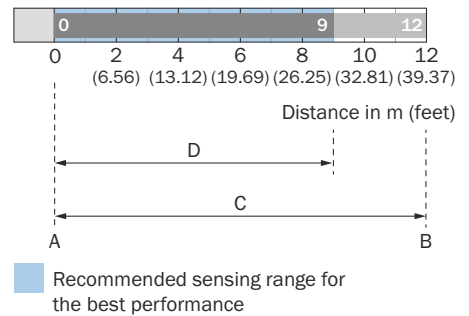 0 9 12
0 2 4 6 8 10 12
(6.56) (13.12) (19.69) (26.25) (32.81) (39.37)
Distance in m (feet)
D
C
A B
Recommended sensing range for
the best performance